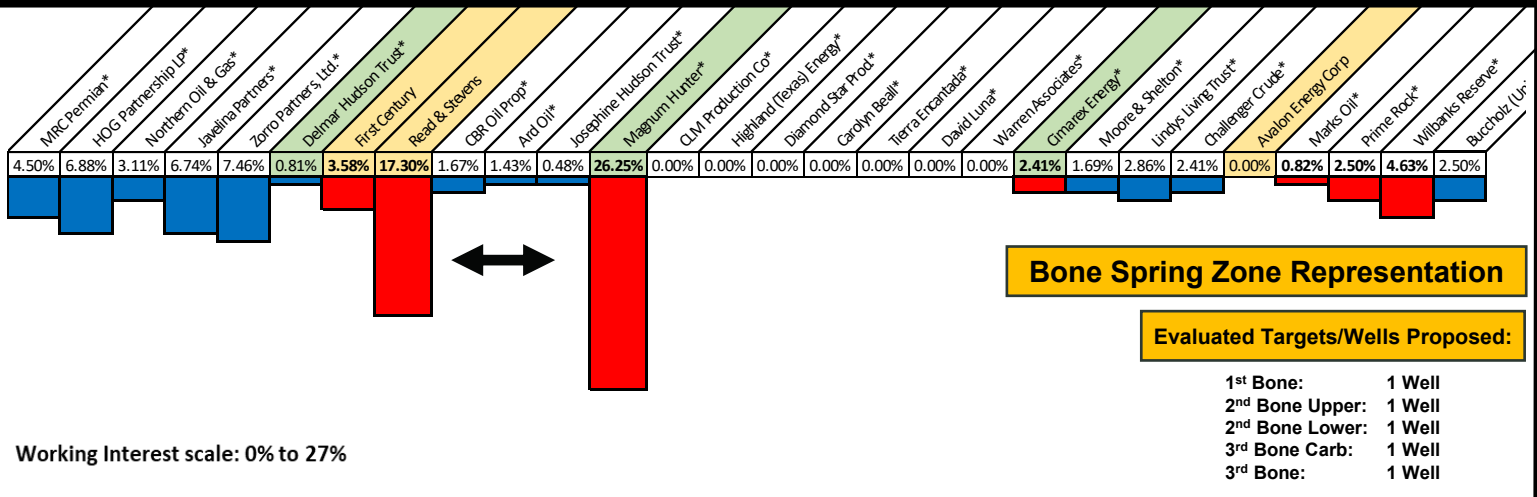 MRC Permian*
HOG Partnership LP*
Northern Oil & Gas*
Javelina Partners*
Zorro Partners, Ltd.*
Delmar Hudson Trust*
First Century
Read & Stevens
CBR Oil Prop*
Ard Oil*
Josephine Hudson Trust*
Magnum Hunter*
CLM Production Co*
Highland (Texas) Energy*
Diamond Star Prod.*
Carolyn Beall*
Tierra Encantada*
David Luna*
Warren Associates*
Cimarex Energy*
Moore & Shelton*
Lindys Living Trust*
Challenger Crude*
Avalon Energy Corp
Marks Oil*
Prime Rock*
Wilbanks Reserve*
Buccholz
4.50% 6.88% 3.11% 6.74% 7.46% 0.81% 3.58% 17.30% 1.67% 1.43% 0.48% 26.25% 0.00% 0.00% 0.00% 0.00% 0.00% 0.00% 0.00% 2.41% 1.69% 2.86% 2.41% 0.00% 0.82% 2.50% 4.63% 2.50%
Bone Spring Zone Representation
Evaluated Targets/Wells Proposed:
1st Bone: 1 Well
2nd Bone Upper: 1 Well
2nd Bone Lower: 1 Well
3rd Bone Carb: 1 Well
3rd Bone: 1 Well
Working Interest scale: 0% to 27%